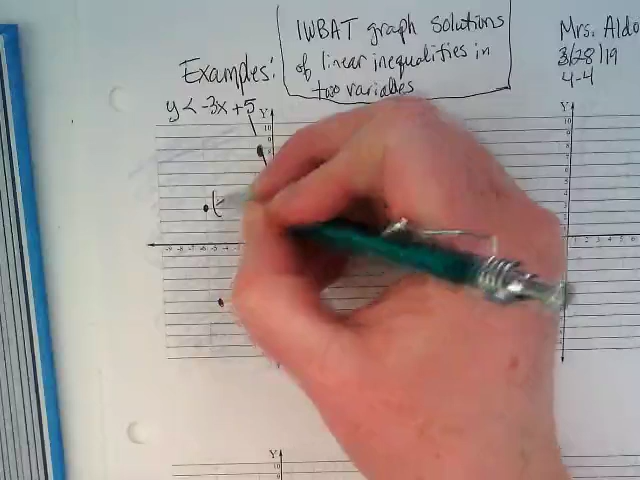 IWBAT graph solutions
of linear inequalities in
two variables
Mrs. Aldo
3/28/19
4-4
Examples:
y < -3x + 5
Y
Y
Y